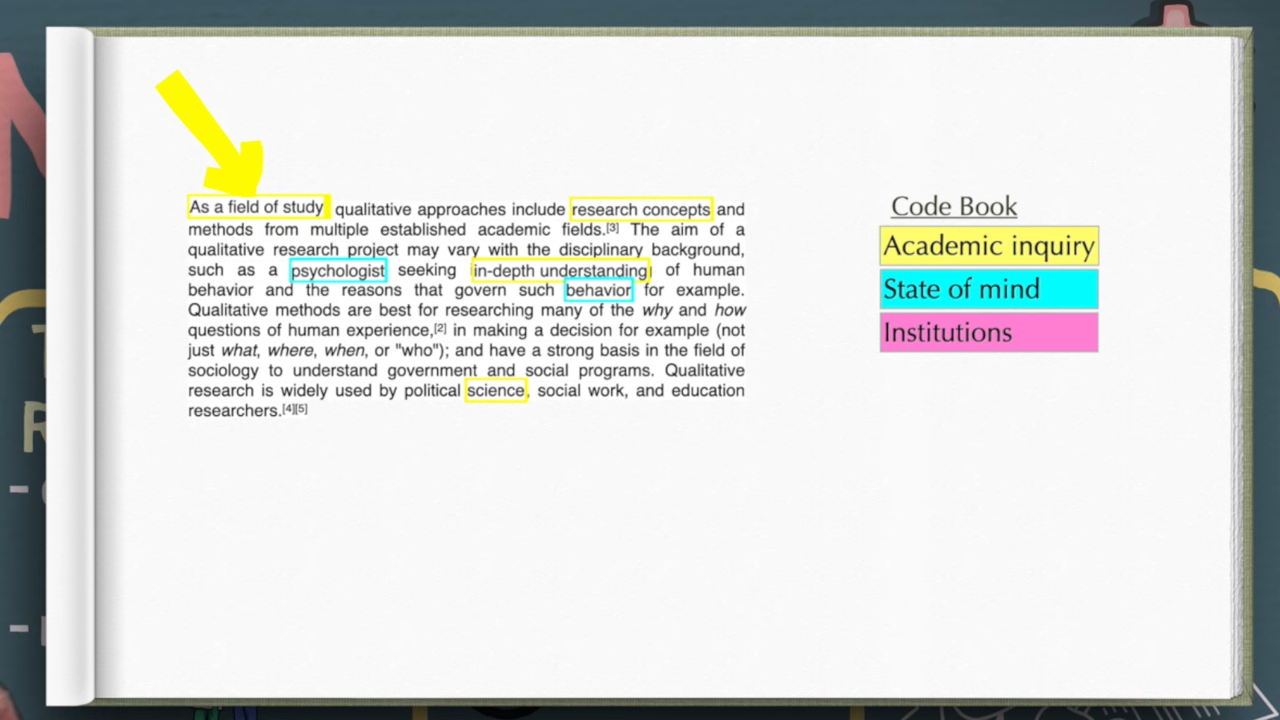 As a field of study qualitative approaches include research concepts and
methods from multiple established academic fields.[3] The aim of a
qualitative research project may vary with the disciplinary background,
such as a psychologist seeking in-depth understanding of human
behavior and the reasons that govern such behavior for example.
Qualitative methods are best for researching many of the why and how
questions of human experience,[2] in making a decision for example (not
just what, where, when, or "who"); and have a strong basis in the field of
sociology to understand government and social programs. Qualitative
research is widely used by political science, social work, and education
researchers.[4][5]
Code Book
Academic inquiry
State of mind
Institutions